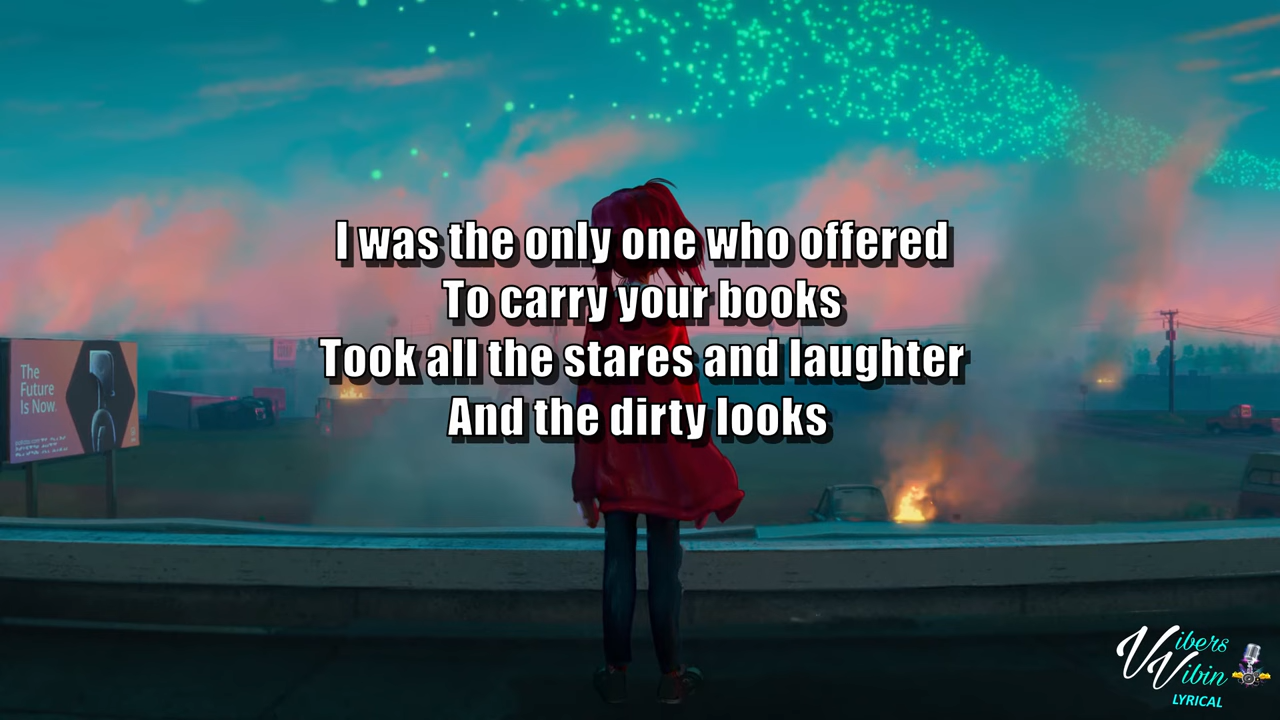 I was the only one who offered
To carry your books
Took all the stares and laughter
And the dirty looks
The
Future
Is Now.
Vibers
Vibin
LYRICAL